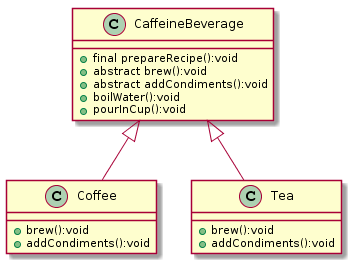 C CaffeineBeverage
final prepareRecipe():void
abstract brew():void
abstract addCondiments():void
boilWater():void
pourInCup():void
C Coffee
brew():void
addCondiments():void
C Tea
brew():void
addCondiments():void